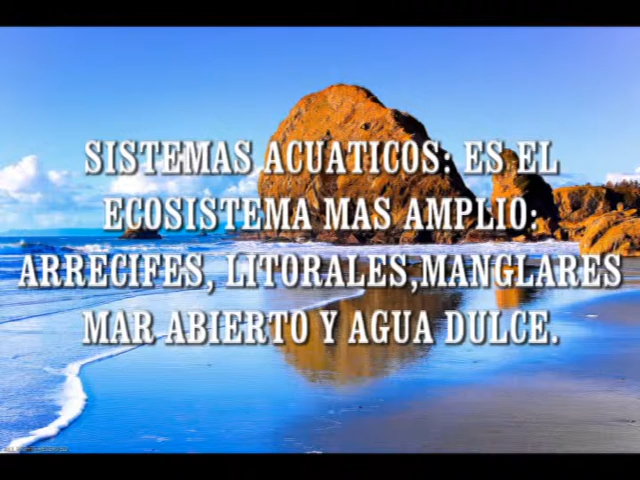 SISTEMAS ACUATICOS: ES EL
ECOSISTEMA MAS AMPLIO:
ARRECIFES, LITORALES,MANGLARES
MAR ABIERTO Y AGUA DULCE.